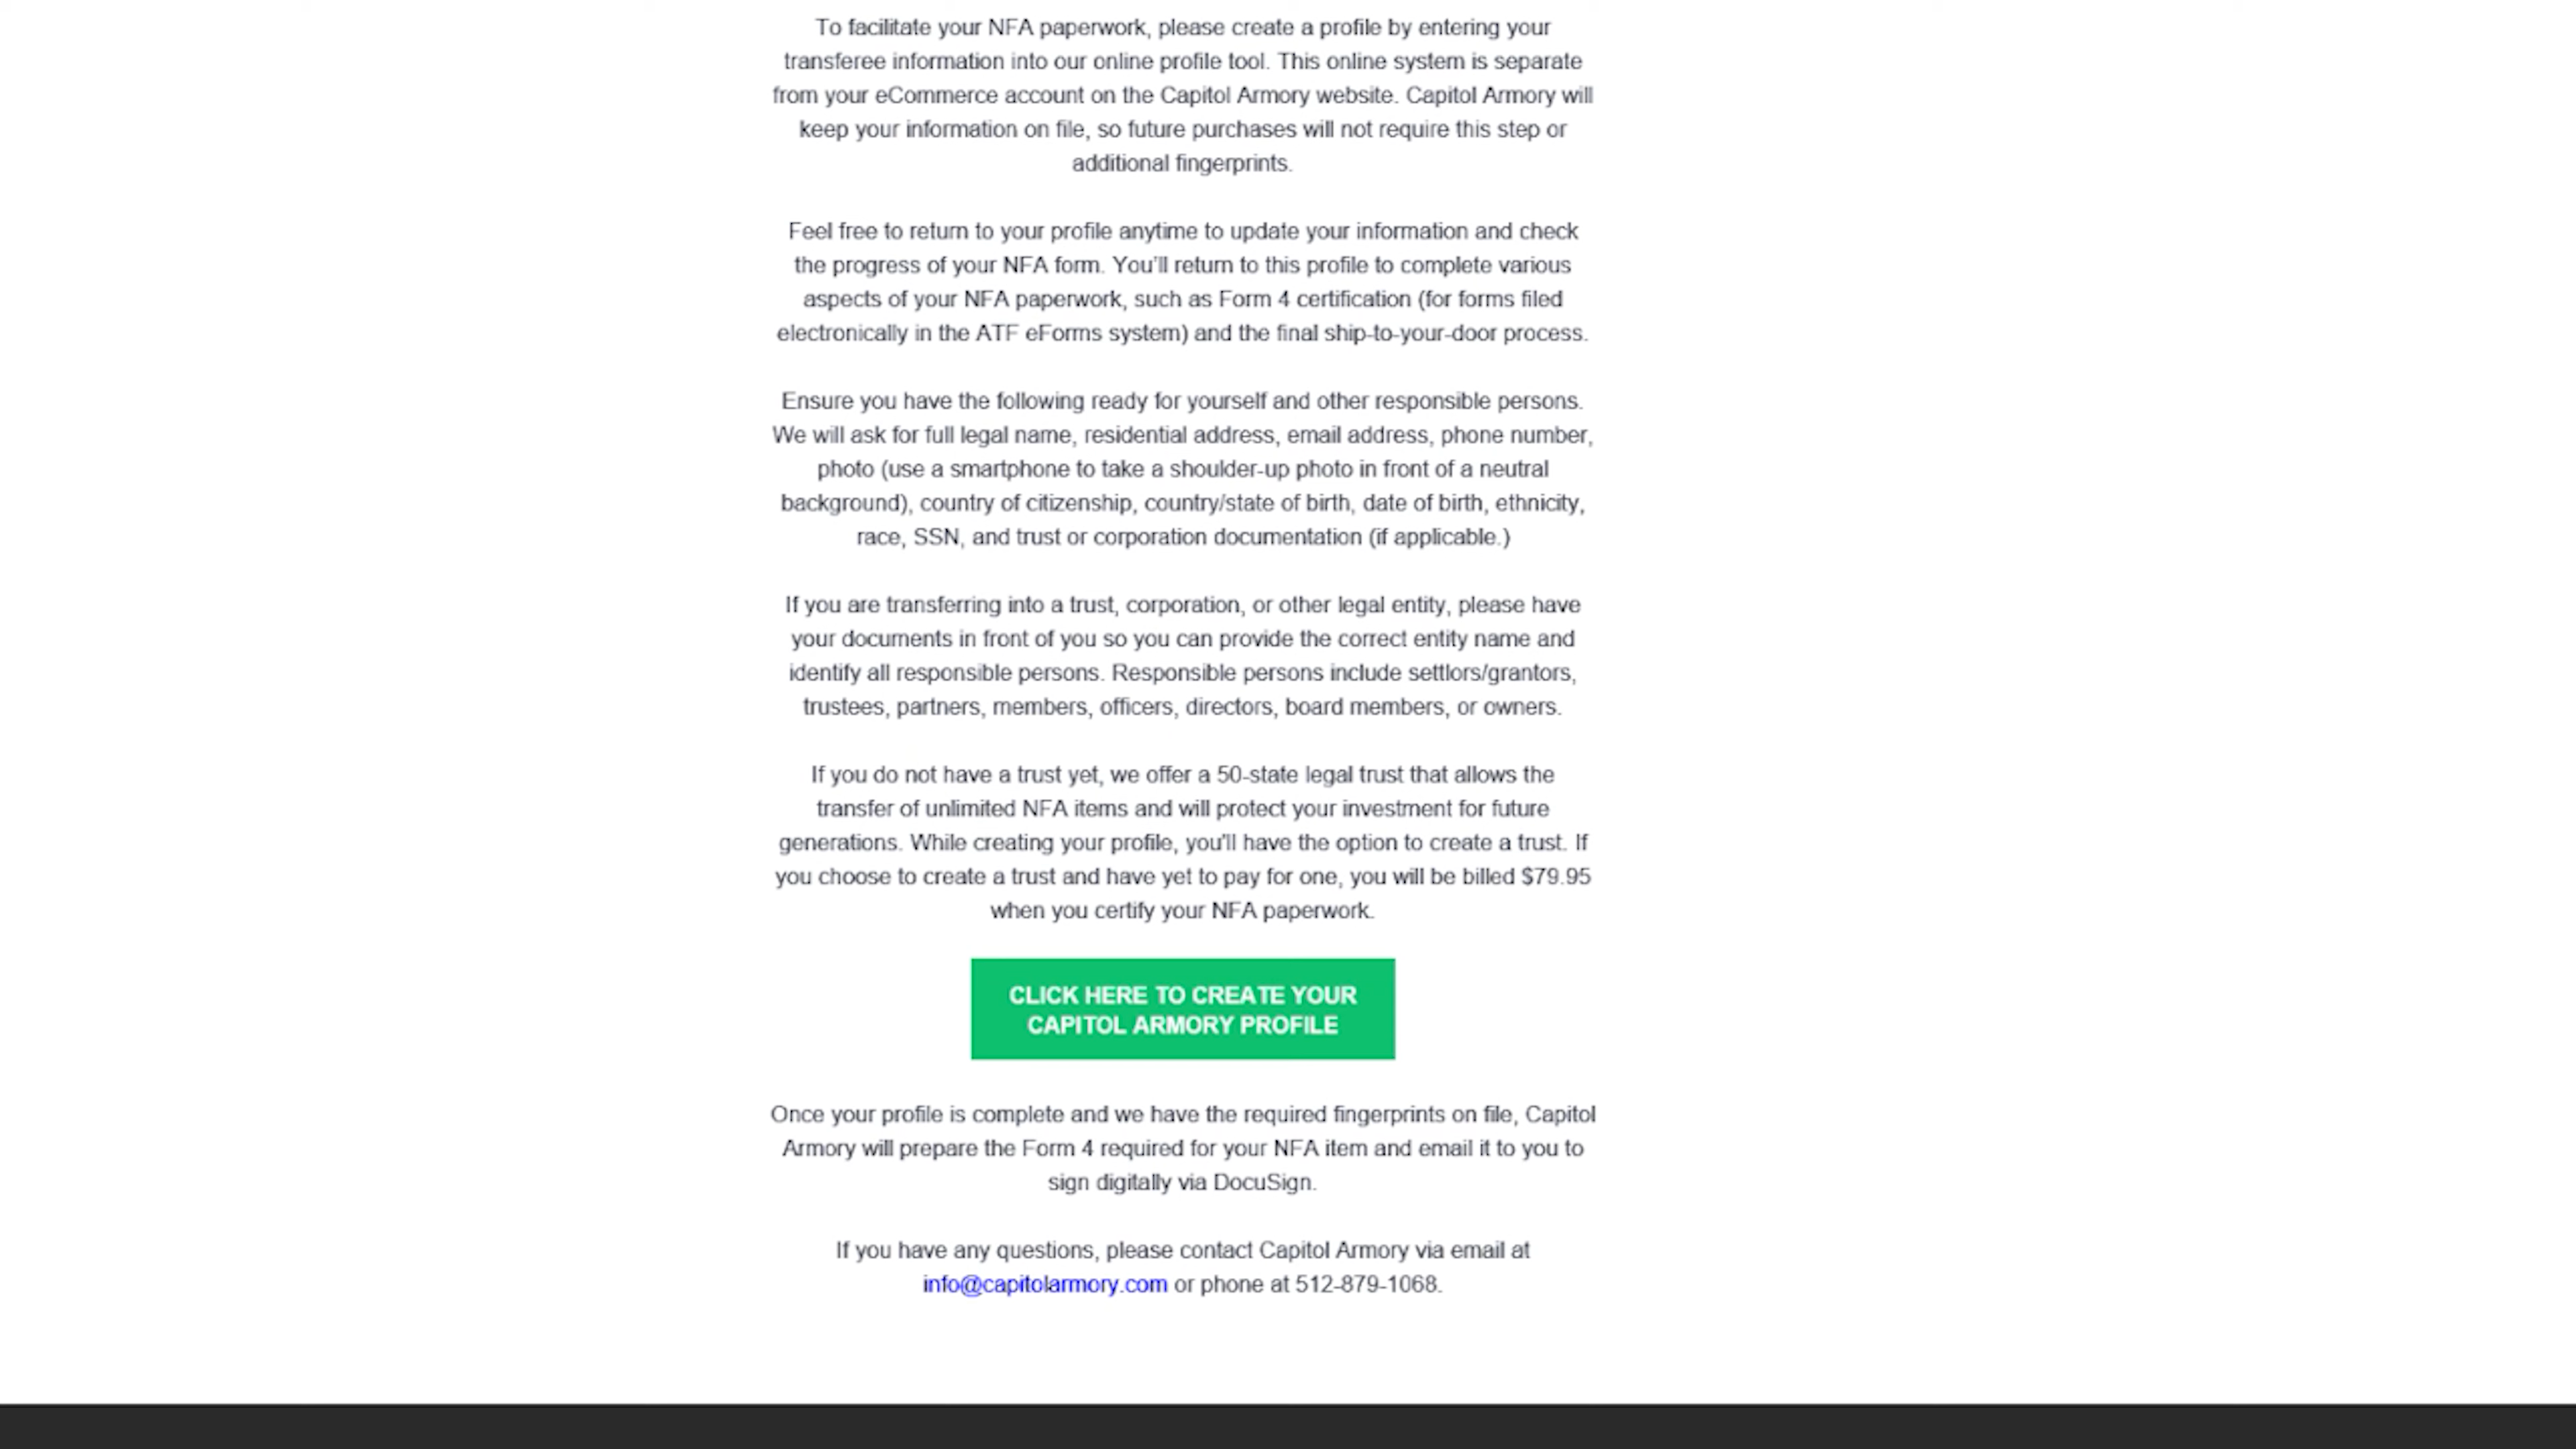 To facilitate your NFA paperwork, please create a profile by entering your
transferee information into our online profile tool. This online system is separate
from your eCommerce account on the Capitol Armory website. Capitol Armory will
keep your information on file, so future purchases will not require this step or
additional fingerprints.
Feel free to return to your profile anytime to update your information and check
the progress of your NFA form. You'll return to this profile to complete various
aspects of your NFA paperwork, such as Form 4 certification (for forms filed
electronically in the ATF eForms system) and the final ship-to-your-door process.
Ensure you have the following ready for yourself and other responsible persons.
We will ask for full legal name, residential address, email address, phone number,
photo (use a smartphone to take a shoulder-up photo in front of a neutral
background), country of citizenship, country/state of birth, date of birth, ethnicity,
race, SSN, and trust or corporation documentation (if applicable.)
If you are transferring into a trust, corporation, or other legal entity, please have
your documents in front of you so you can provide the correct entity name and
identify all responsible persons. Responsible persons include settlors/grantors,
trustees, partners, members, officers, directors, board members, or owners.
If you do not have a trust yet, we offer a 50-state legal trust that allows the
transfer of unlimited NFA items and will protect your investment for future
generations. While creating your profile, you'll have the option to create a trust. If
you choose to create a trust and have yet to pay for one, you will be billed $79.95
when you certify your NFA paperwork.
CLICK HERE TO CREATE YOUR
CAPITOL ARMORY PROFILE
Once your profile is complete and we have the required fingerprints on file, Capitol
Armory will prepare the Form 4 required for your NFA item and email it to you to
sign digitally via DocuSign.
If you have any questions, please contact Capitol Armory via email at
info@capitolarmory.com or phone at 512-879-1068.